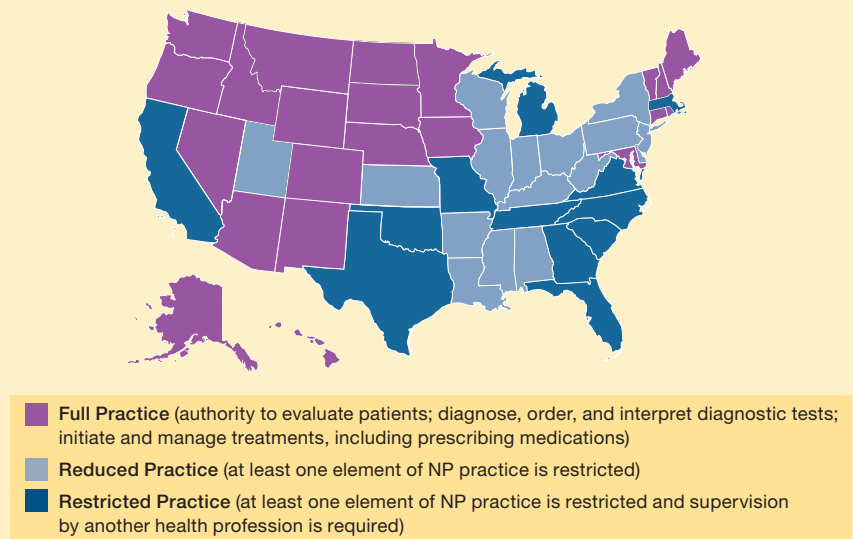 Full Practice (authority to evaluate patients; diagnose, order, and interpret diagnostic tests;
initiate and manage treatments, including prescribing medications)
Reduced Practice (at least one element of NP practice is restricted)
Restricted Practice (at least one element of NP practice is restricted and supervision
by another health profession is required)